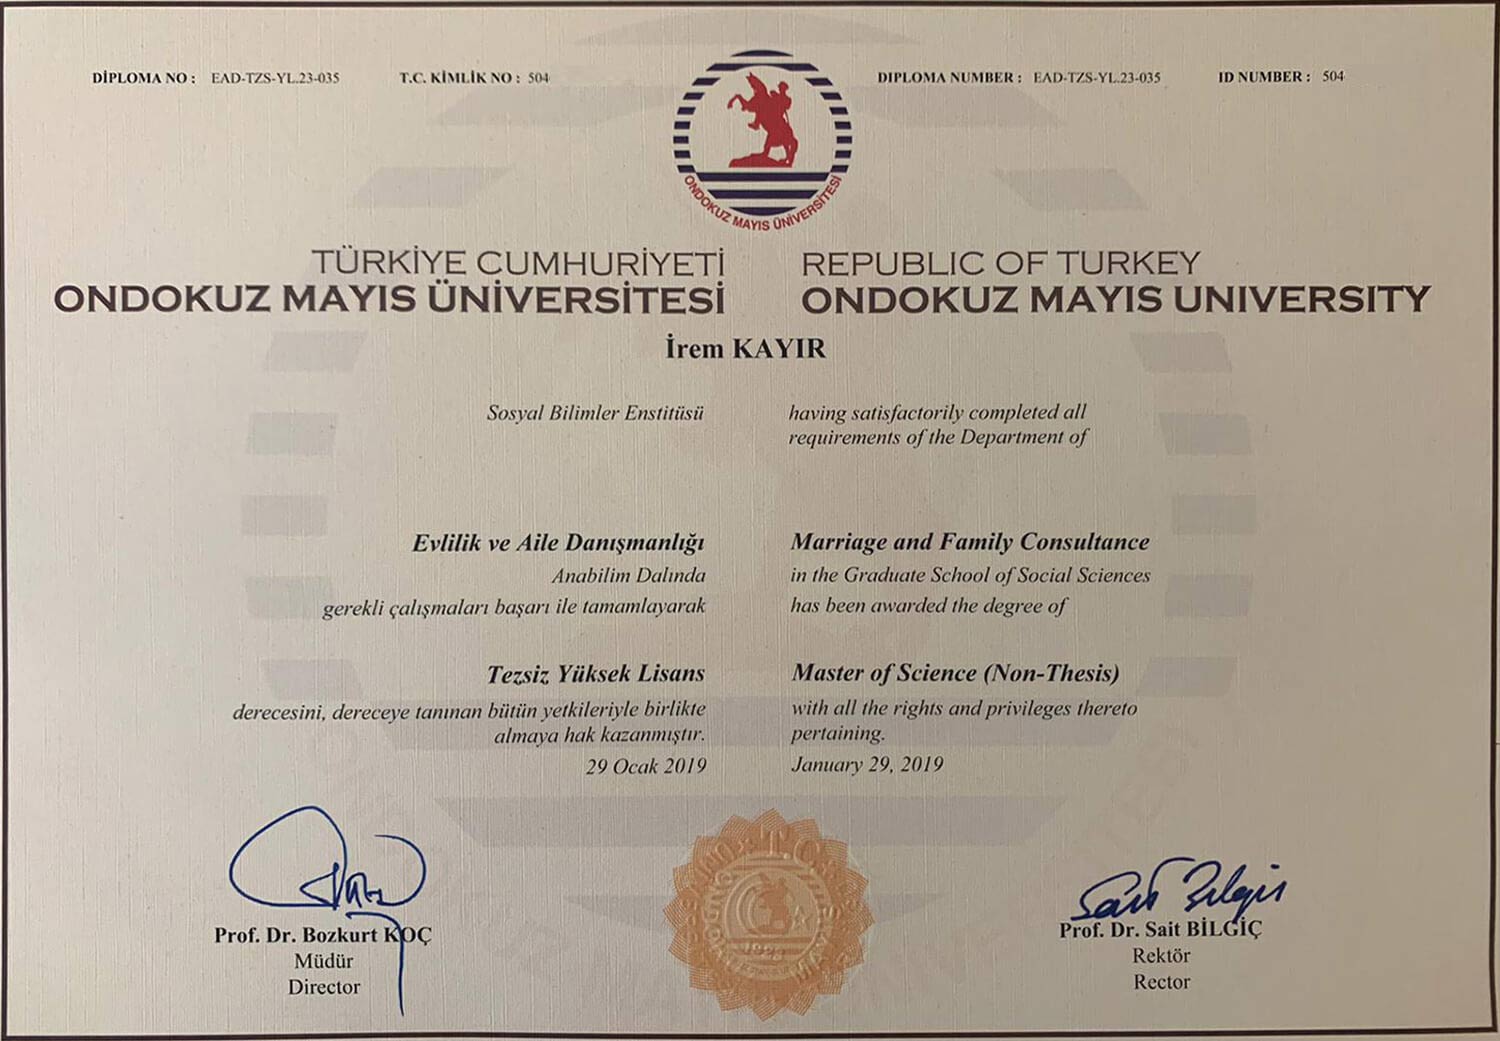 DİPLOMA NO : EAD-TZS-YL.23-035
T.C. KİMLİK NO : 504
DIPLOMA NUMBER : EAD-TZS-YL.23-035
ID NUMBER : 504
ONDOKUZ MAYIS ÜNİVERSİTESİ
TÜRKİYE CUMHURİYETİ
ONDOKUZ MAYIS ÜNİVERSİTESİ
REPUBLIC OF TURKEY
ONDOKUZ MAYIS UNIVERSITY
İrem KAYIR
Sosyal Bilimler Enstitüsü
Evlilik ve Aile Danışmanlığı
Anabilim Dalında
gerekli çalışmaları başarı ile tamamlayarak
Tezsiz Yüksek Lisans
derecesini, dereceye tanınan bütün yetkileriyle birlikte
almaya hak kazanmıştır.
29 Ocak 2019
having satisfactorily completed all
requirements of the Department of
Marriage and Family Consultance
in the Graduate School of Social Sciences
has been awarded the degree of
Master of Science (Non-Thesis)
with all the rights and privileges thereto
pertaining.
January 29, 2019
Prof. Dr. Bozkurt KOÇ
Müdür
Director
T.C.
Sait Bilgiç
Prof. Dr. Sait BİLGİÇ
Rektör
Rector